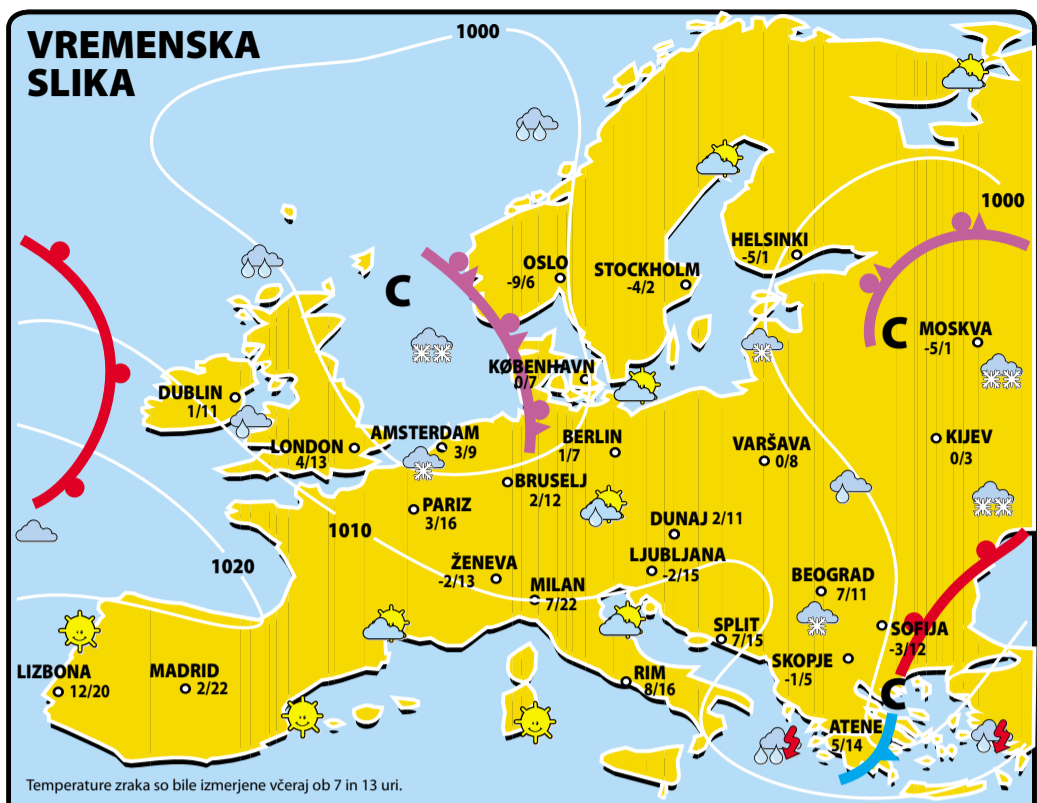 VREMENSKA
SLIKA
1000
1000
HELSINKI
-5/1
OSLO
-9/6
STOCKHOLM
-4/2
C
C
MOSKVA
-5/1
KØBENHAVN
0/7
DUBLIN
1/11
LONDON
4/13
AMSTERDAM
3/9
BERLIN
1/7
VARŠAVA
0/8
KIJEV
0/3
BRUSELJ
2/12
PARIZ
3/16
1010
DUNAJ 2/11
LJUBLJANA
-2/15
ŽENEVA
-2/13
1020
MILAN
7/22
BEOGRAD
7/11
SPLIT
7/15
SOFIJA
-3/12
SKOPJE
-1/5
LIZBONA
12/20
MADRID
2/22
RIM
8/16
C
ATENE
5/14
Temperature zraka so bile izmerjene včeraj ob 7 in 13 uri.